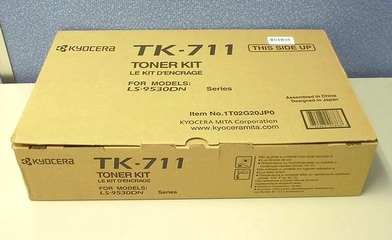 KYOCERA TK-711 THIS SIDE UP
TONER KIT
LE KIT D'ENCRAGE
FOR MODELS:
LS-9530DN Series
Assembled in China
Designed in Japan
Item No.1T02G20JP0
KYOCERA MITA Corporation
www.kyoceramita.com
KYOCERA TK-711
TONER KIT
LE KIT D'ENCRAGE
FOR MODELS:
LS-9530DN Series